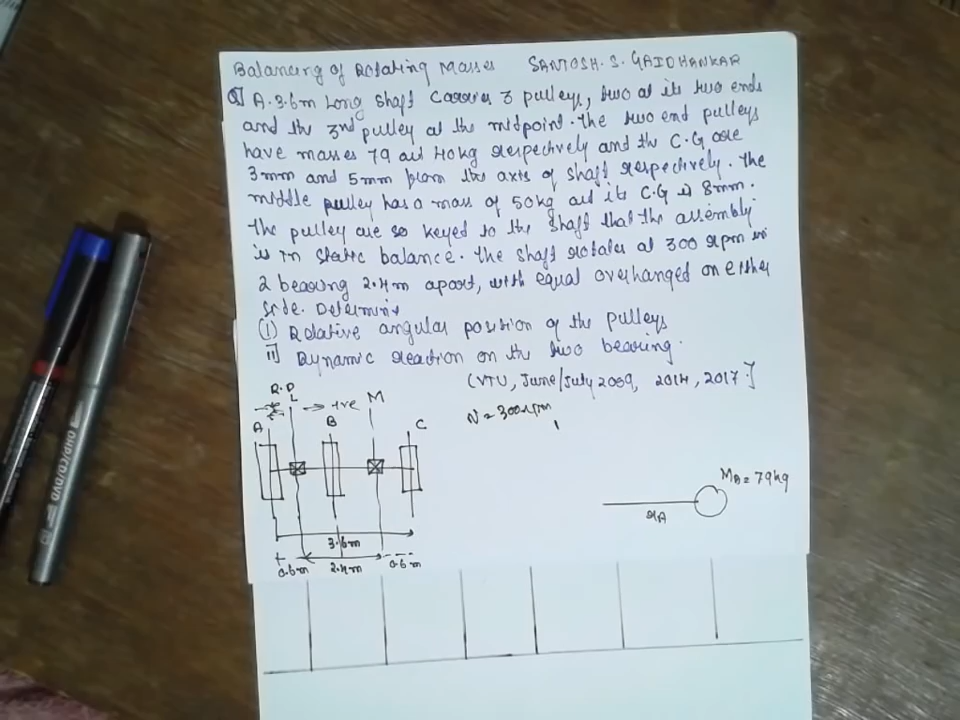 Balancing of Rotating Masses SANTOSH. S. GAIDHANKAR
Q] A. 3.6m Long shaft carries 3 pulleys, two at its two ends
and the 3rd pulley at the midpoint. The two end pulleys
have masses 79 and 40kg respectively and the C.G are
3mm and 5mm from the axis of shaft respectively. The
middle pulley has a mass of 50kg and its C.G is 8mm.
The pulley are so keyed to the shaft that the assembly
is in static balance. The shaft rotates at 300 rpm in
2 bearing 2.4m apart, with equal overhanged on either
side. Determine
(I) Relative angular position of the pulleys
II] Dynamic reaction on the two bearing.
(VTU, June/July 2009, 2014, 2017]
R.P
L → +ve M
A B C
N = 300rpm
MA = 79kg
rA
3.6m
0.6m 2.4m 0.6m
OHP/CD/DVD